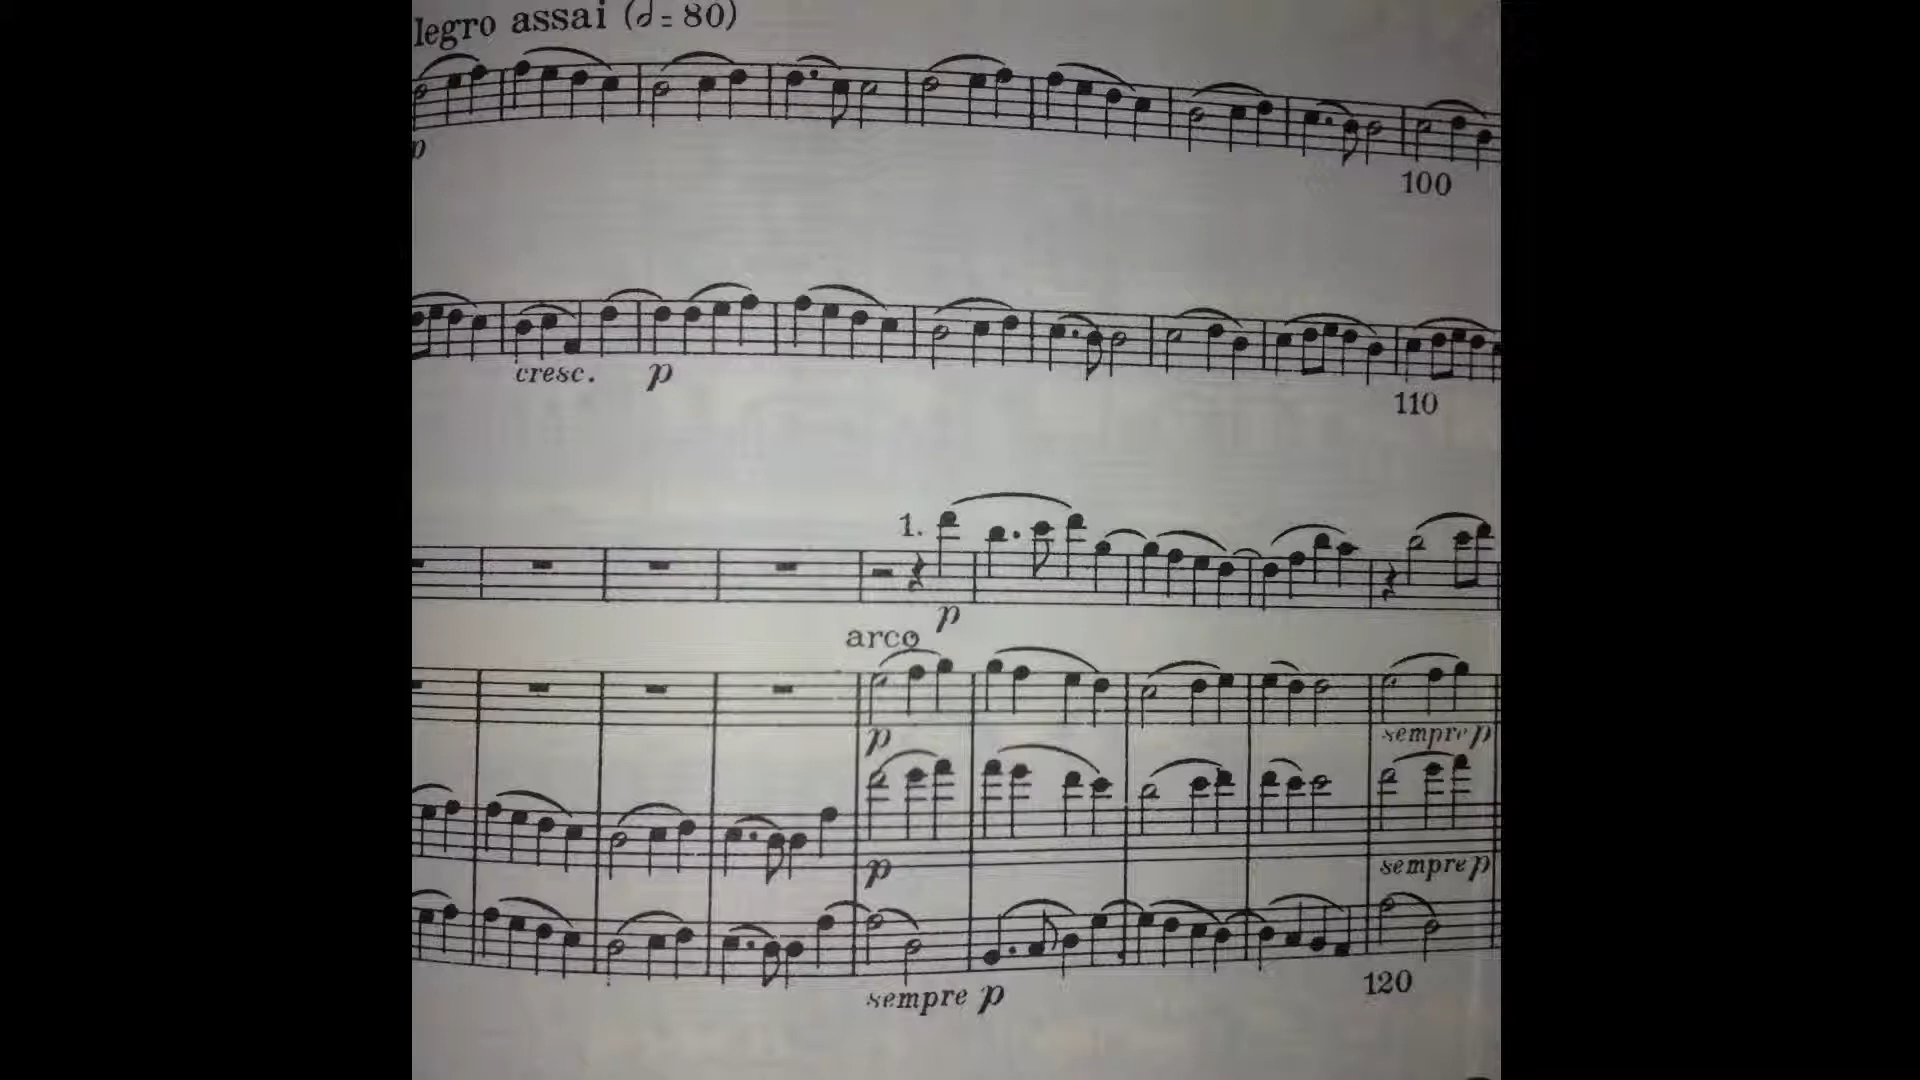 legro assai (𝅗𝅥 = 80)
p
100
cresc. p
110
1.
p
arco
p
sempre p
p
sempre p
sempre p
120